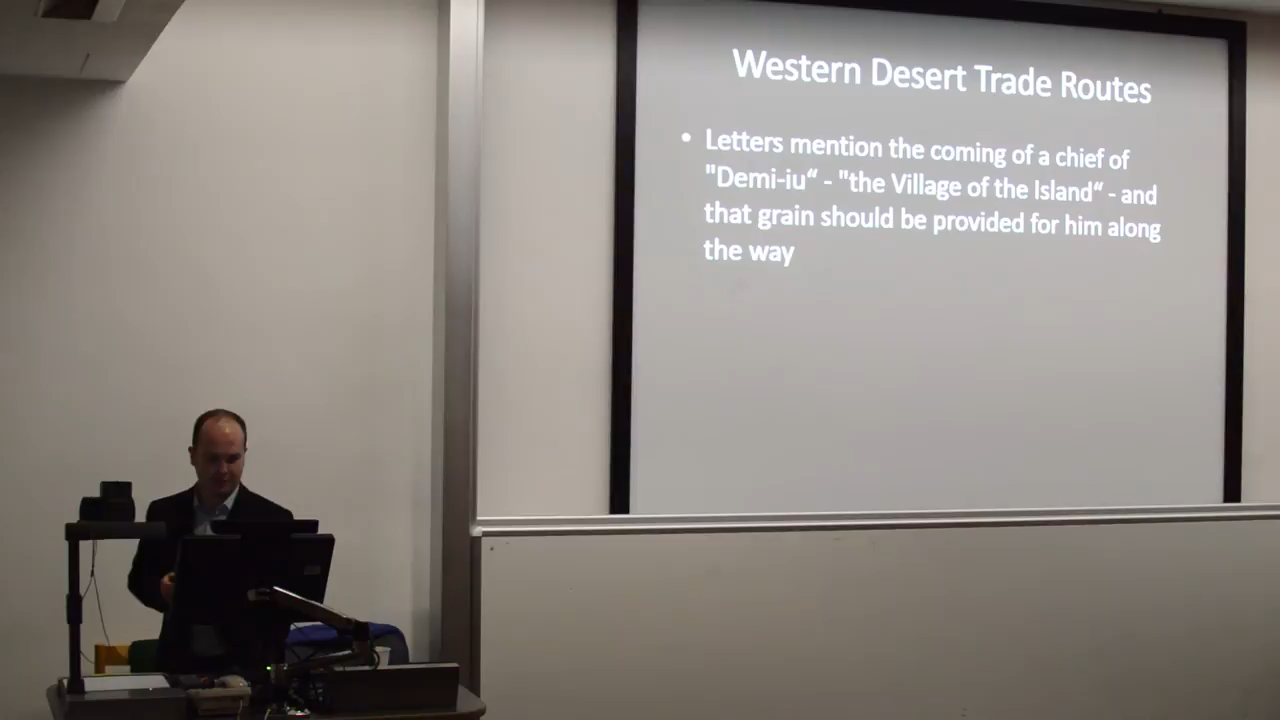 Western Desert Trade Routes
• Letters mention the coming of a chief of
"Demi-iu“ - "the Village of the Island“ - and
that grain should be provided for him along
the way